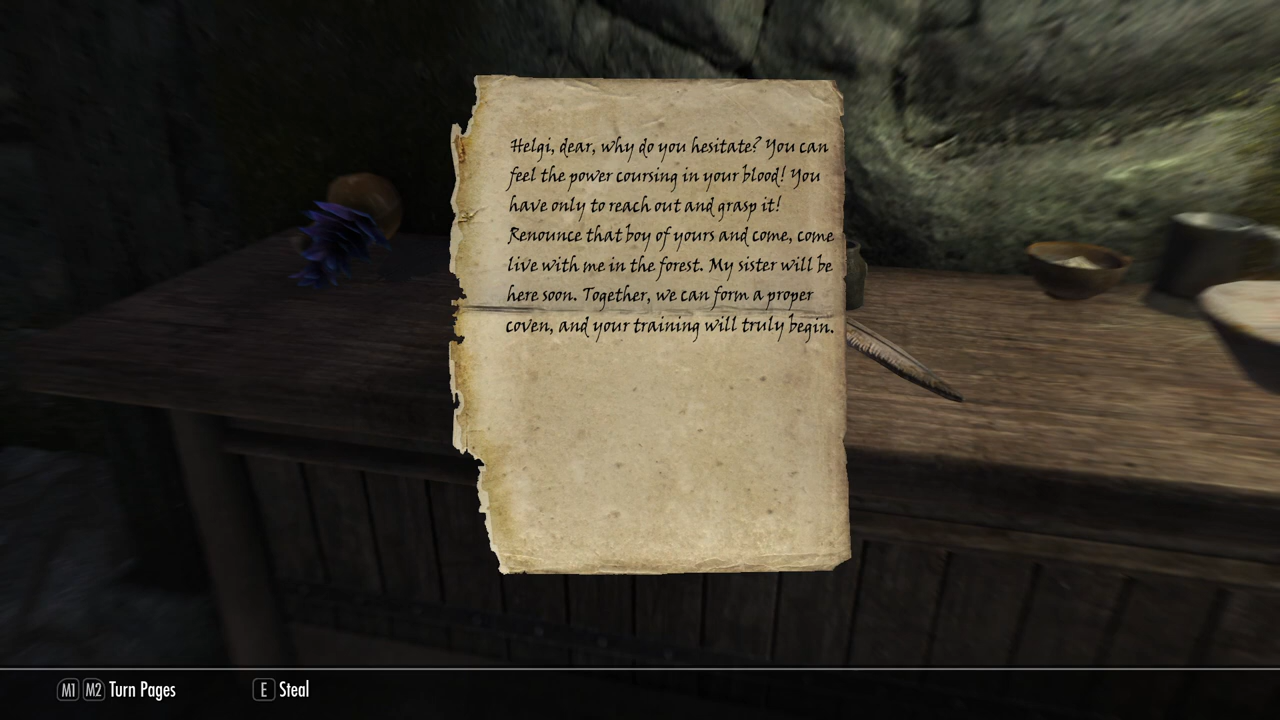 Helgi, dear, why do you hesitate? You can
feel the power coursing in your blood! You
have only to reach out and grasp it!
Renounce that boy of yours and come, come
live with me in the forest. My sister will be
here soon. Together, we can form a proper
coven, and your training will truly begin.
M1 M2 Turn Pages E Steal